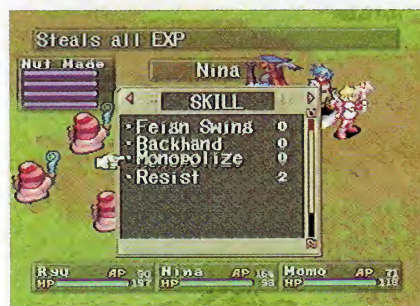 Steals all EXP
Nut Made
Nina
SKILL
Feign Swing 0
Backhand 0
Monopolize 0
Resist 2
Ryu AP 90
HP 197
Nina AP 164
HP 98
Momo AP 71
HP 118